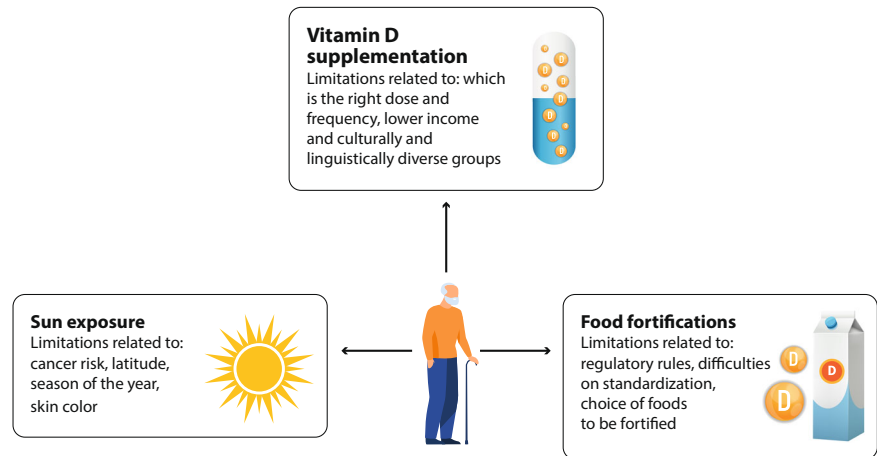 Vitamin D
supplementation
Limitations related to: which
is the right dose and
frequency, lower income
and culturally and
linguistically diverse groups
D
D
D
D
D
D
D
D
Sun exposure
Limitations related to:
cancer risk, latitude,
season of the year,
skin color
Food fortifications
Limitations related to:
regulatory rules, difficulties
on standardization,
choice of foods
to be fortified
D
D
D